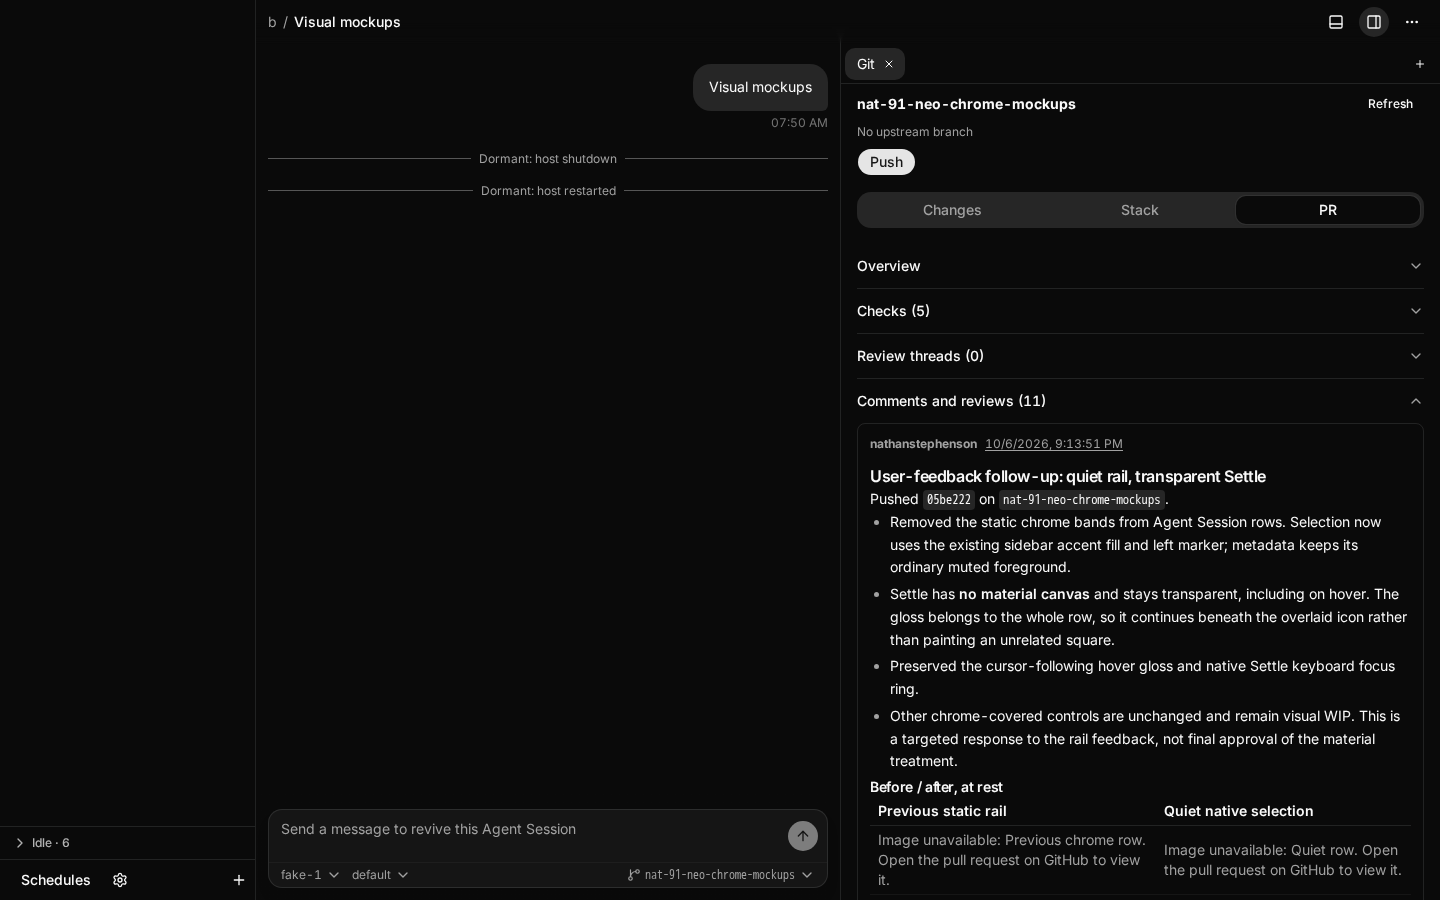 b / Visual mockups
Visual mockups
07:50 AM
Dormant: host shutdown
Dormant: host restarted
Idle · 6
Schedules
Send a message to revive this Agent Session
fake-1
default
nat-91-neo-chrome-mockups
Git
nat-91-neo-chrome-mockups
Refresh
No upstream branch
Push
Changes
Stack
PR
Overview
Checks (5)
Review threads (0)
Comments and reviews (11)
nathanstephenson 10/6/2026, 9:13:51 PM
User-feedback follow-up: quiet rail, transparent Settle
Pushed 05be222 on nat-91-neo-chrome-mockups.
Removed the static chrome bands from Agent Session rows. Selection now
uses the existing sidebar accent fill and left marker; metadata keeps its
ordinary muted foreground.
Settle has no material canvas and stays transparent, including on hover. The
gloss belongs to the whole row, so it continues beneath the overlaid icon rather
than painting an unrelated square.
Preserved the cursor-following hover gloss and native Settle keyboard focus
ring.
Other chrome-covered controls are unchanged and remain visual WIP. This is
a targeted response to the rail feedback, not final approval of the material
treatment.
Before / after, at rest
Previous static rail
Quiet native selection
Image unavailable: Previous chrome row.
Open the pull request on GitHub to view
it.
Image unavailable: Quiet row. Open
the pull request on GitHub to view it.